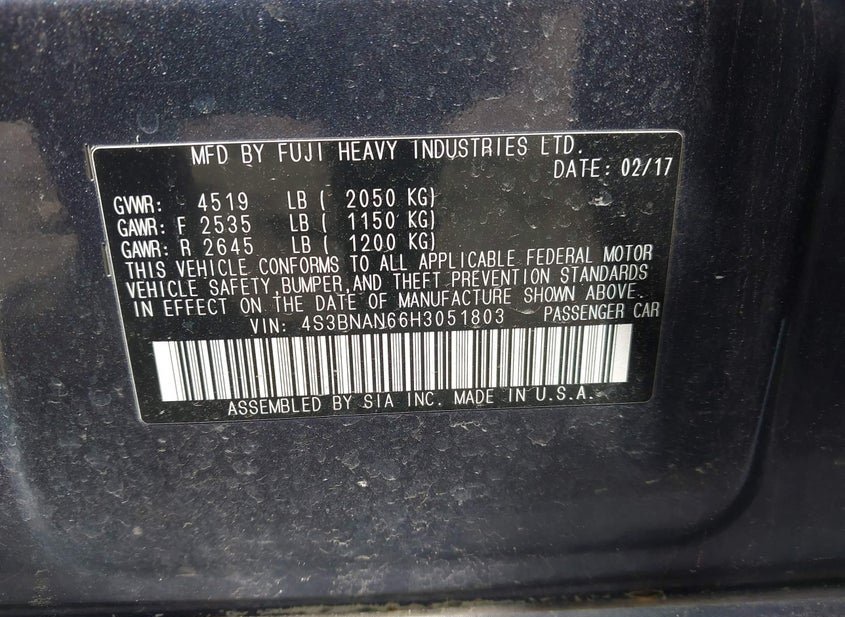 MFD BY FUJI HEAVY INDUSTRIES LTD.
DATE: 02/17
GVWR: 4519 LB ( 2050 KG)
GAWR: F 2535 LB ( 1150 KG)
GAWR: R 2645 LB ( 1200 KG)
THIS VEHICLE CONFORMS TO ALL APPLICABLE FEDERAL MOTOR
VEHICLE SAFETY,BUMPER,AND THEFT PREVENTION STANDARDS
IN EFFECT ON THE DATE OF MANUFACTURE SHOWN ABOVE.
VIN: 4S3BNAN66H3051803 PASSENGER CAR
ASSEMBLED BY SIA INC. MADE IN U.S.A.